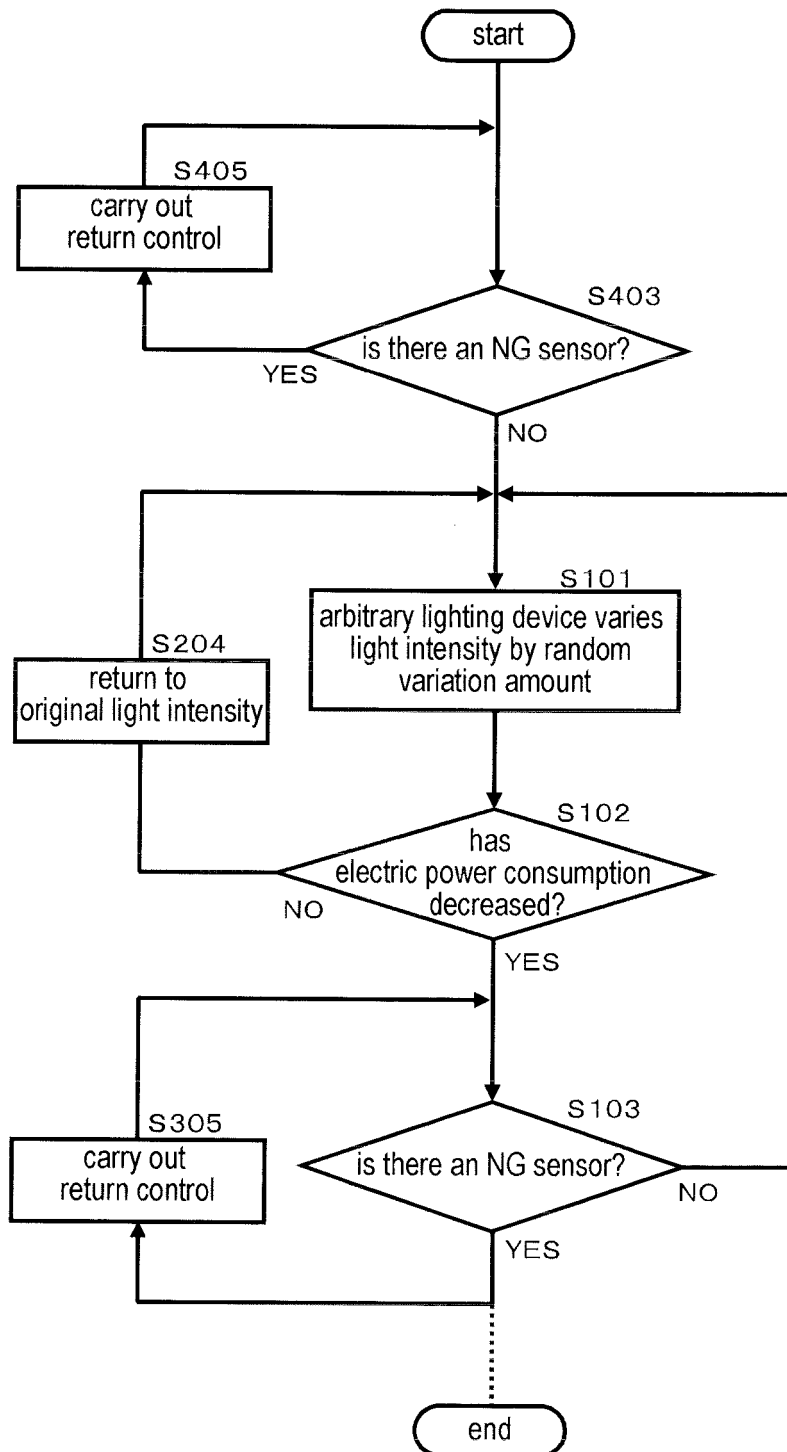 start
S405
carry out
return control
S403
is there an NG sensor?
YES
NO
S101
arbitrary lighting device varies
light intensity by random
variation amount
S204
return to
original light intensity
S102
has
electric power consumption
decreased?
NO
YES
S305
carry out
return control
S103
is there an NG sensor?
NO
YES
end